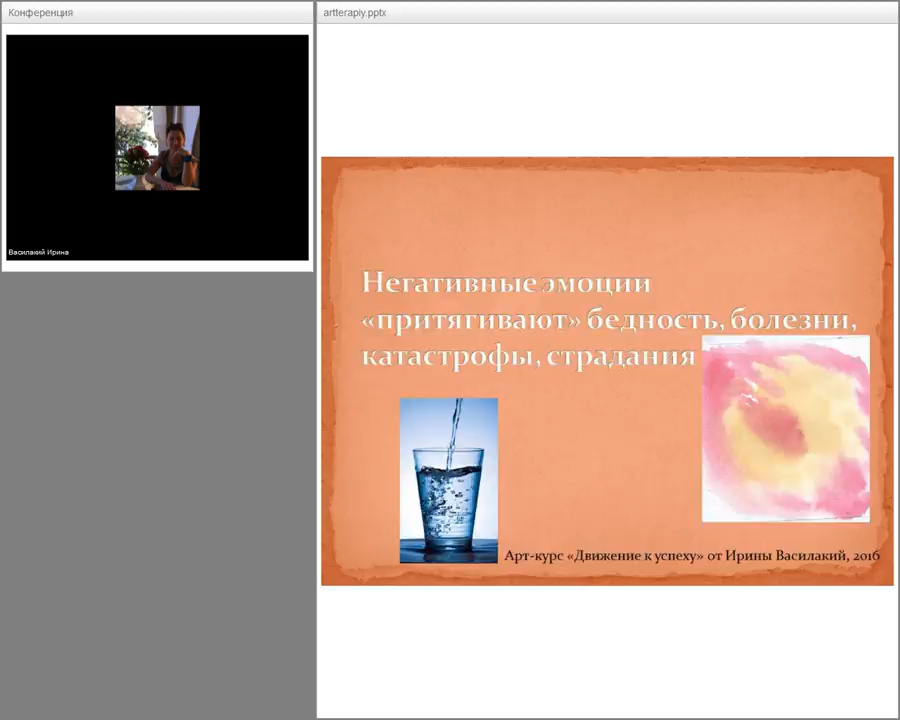 Конференция
Василакий Ирина
artterapiy.pptx
Негативные эмоции
«притягивают» бедность, болезни,
катастрофы, страдания
Арт-курс «Движение к успеху» от Ирины Василакий, 2016